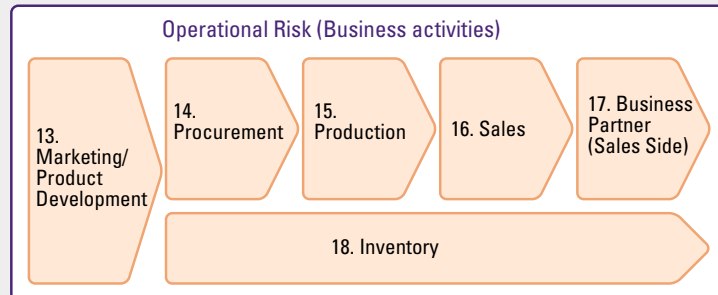 Operational Risk (Business activities)
13.
Marketing/
Product
Development
14.
Procurement
15.
Production
16. Sales
17. Business
Partner
(Sales Side)
18. Inventory